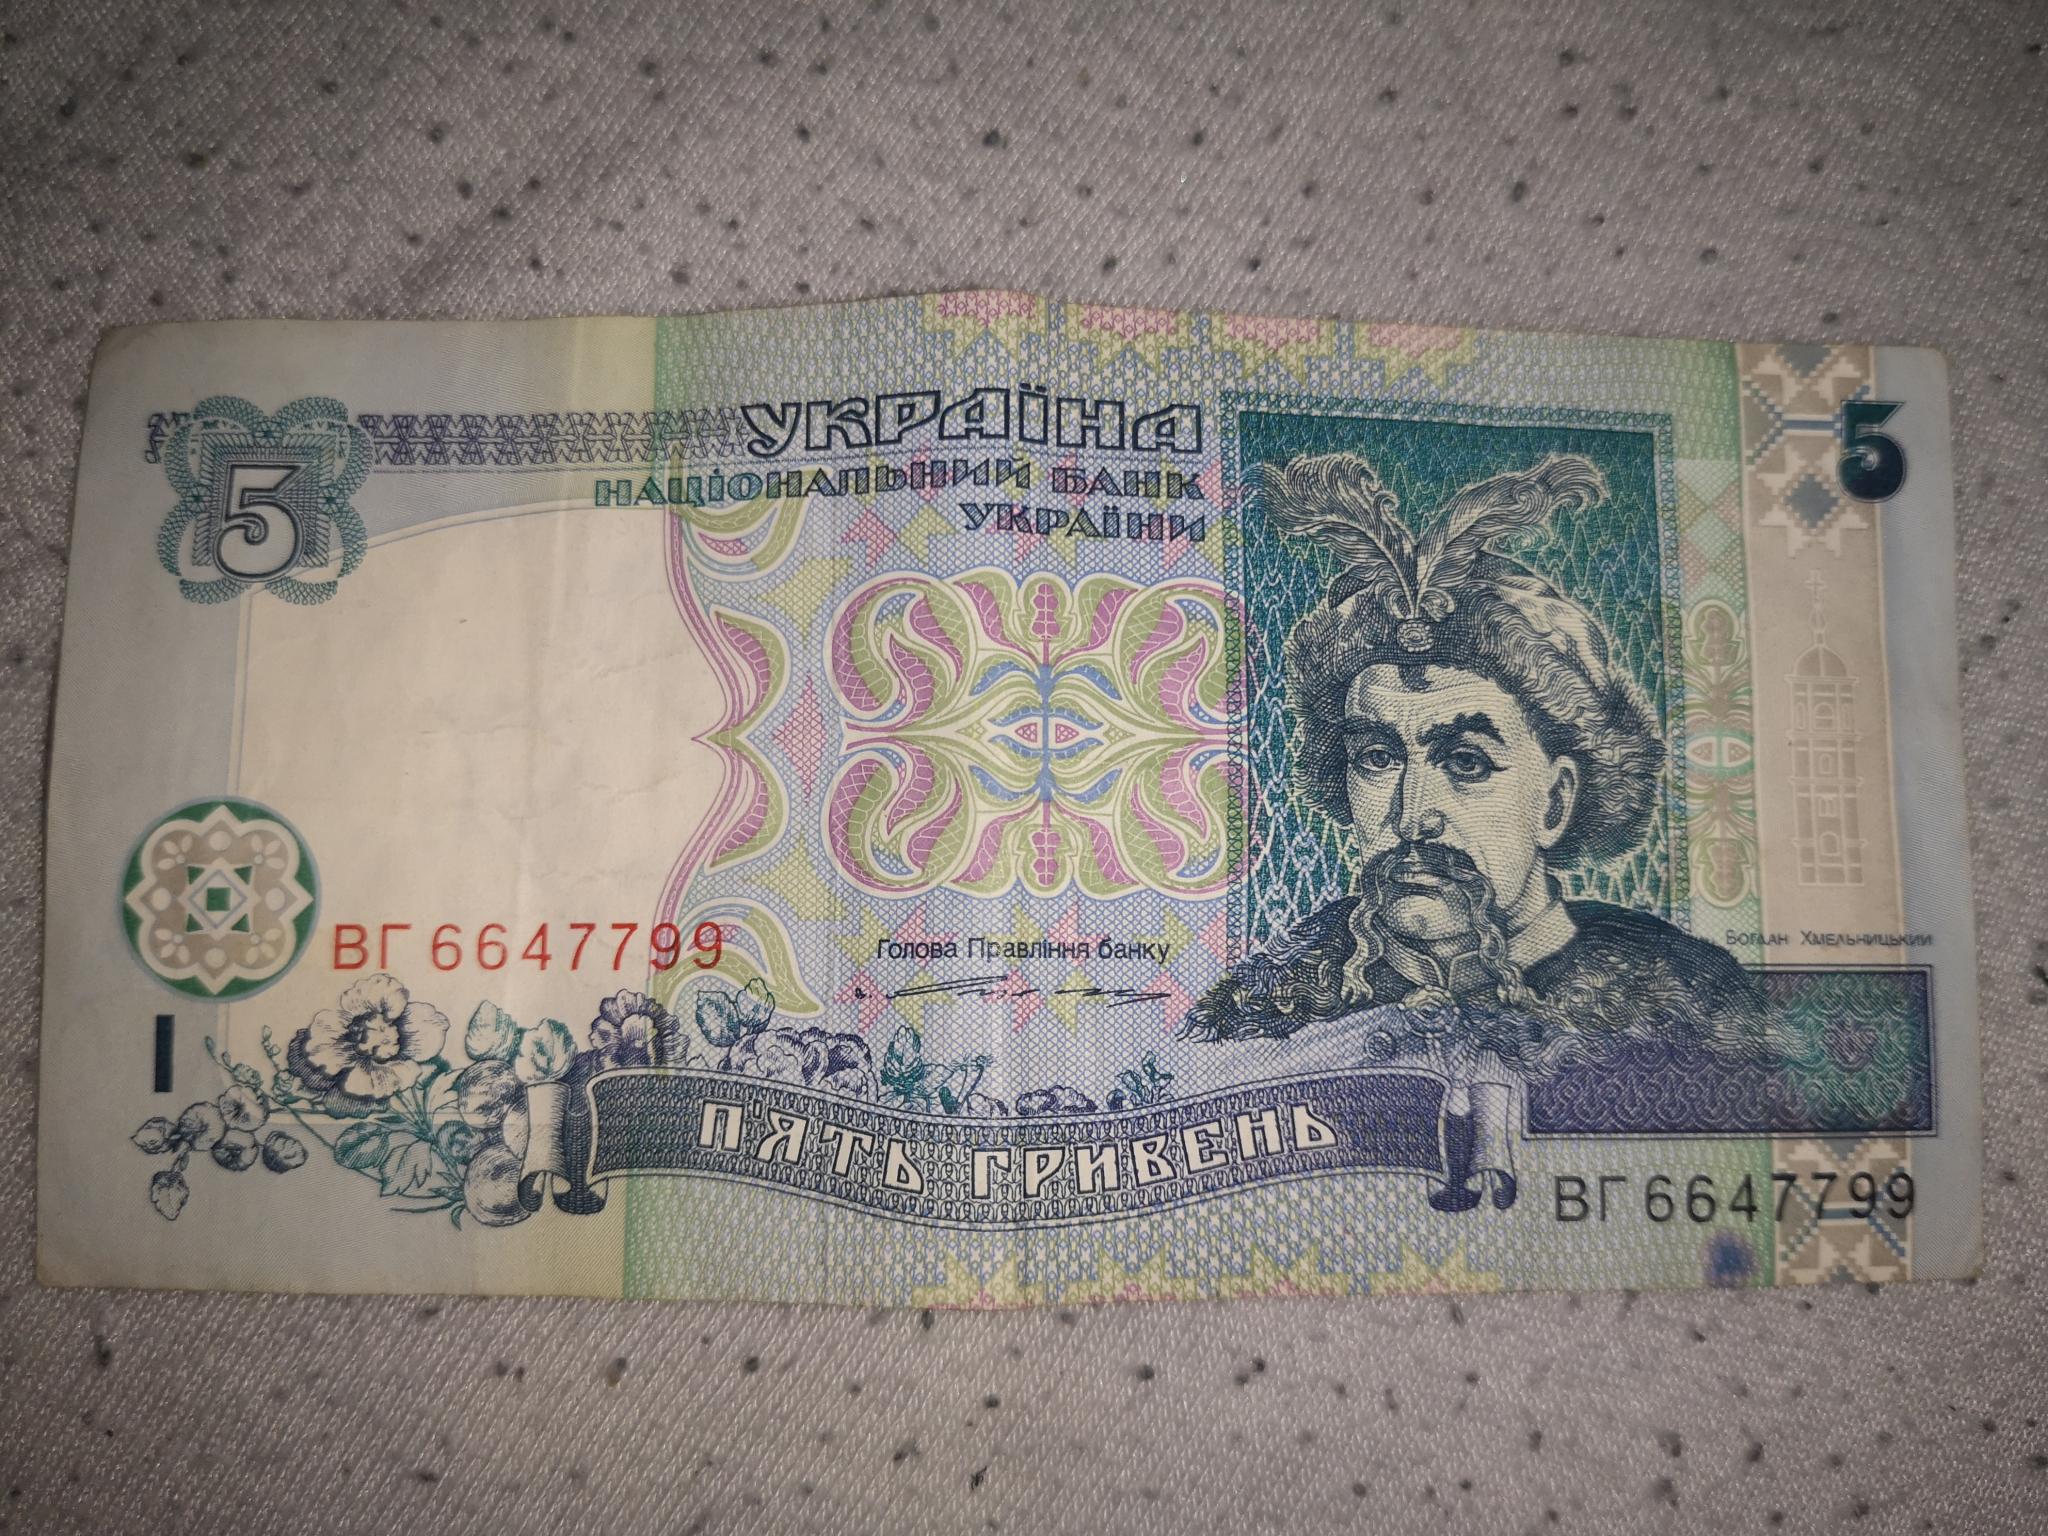 5
УКРАЇНА
НАЦІОНАЛЬНИЙ БАНК
УКРАЇНИ
5
ВГ 6647799
Голова Правління банку
Богдан Хмельницький
П'ЯТЬ ГРИВЕНЬ
ВГ 6647799